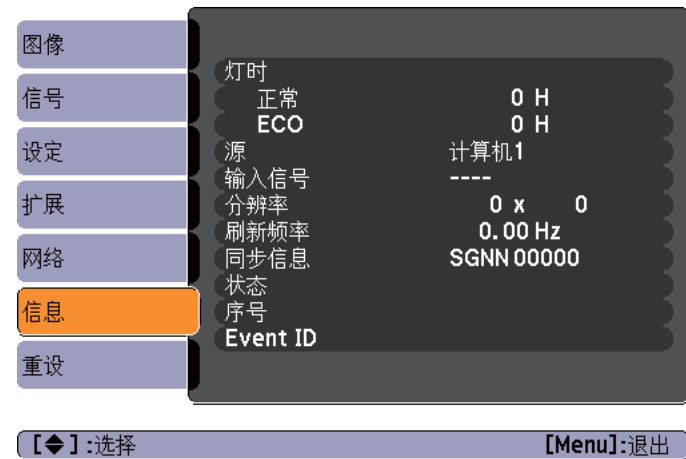 图像
信号
设定
扩展
网络
信息
重设
灯时
正常 0 H
ECO 0 H
源 计算机1
输入信号 ----
分辨率 0 x 0
刷新频率 0.00 Hz
同步信息 SGNN 00000
状态
序号
Event ID
[◆]:选择 [Menu]:退出